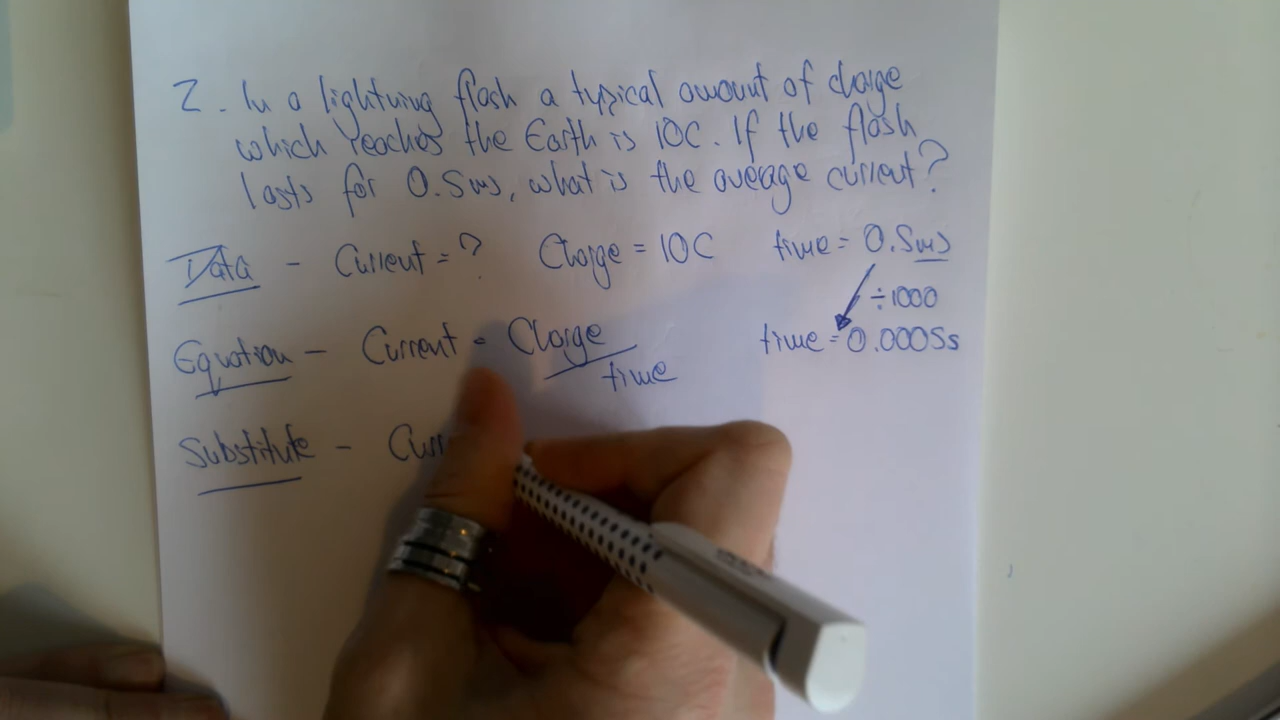 2. In a lightning flash a typical amount of charge
which reaches the Earth is 10C. If the flash
lasts for 0.5ms, what is the average current?
Data - Current = ? Charge = 10C time = 0.5ms
÷1000
Equation - Current = Charge time = 0.0005s
time
Substitute - Curr